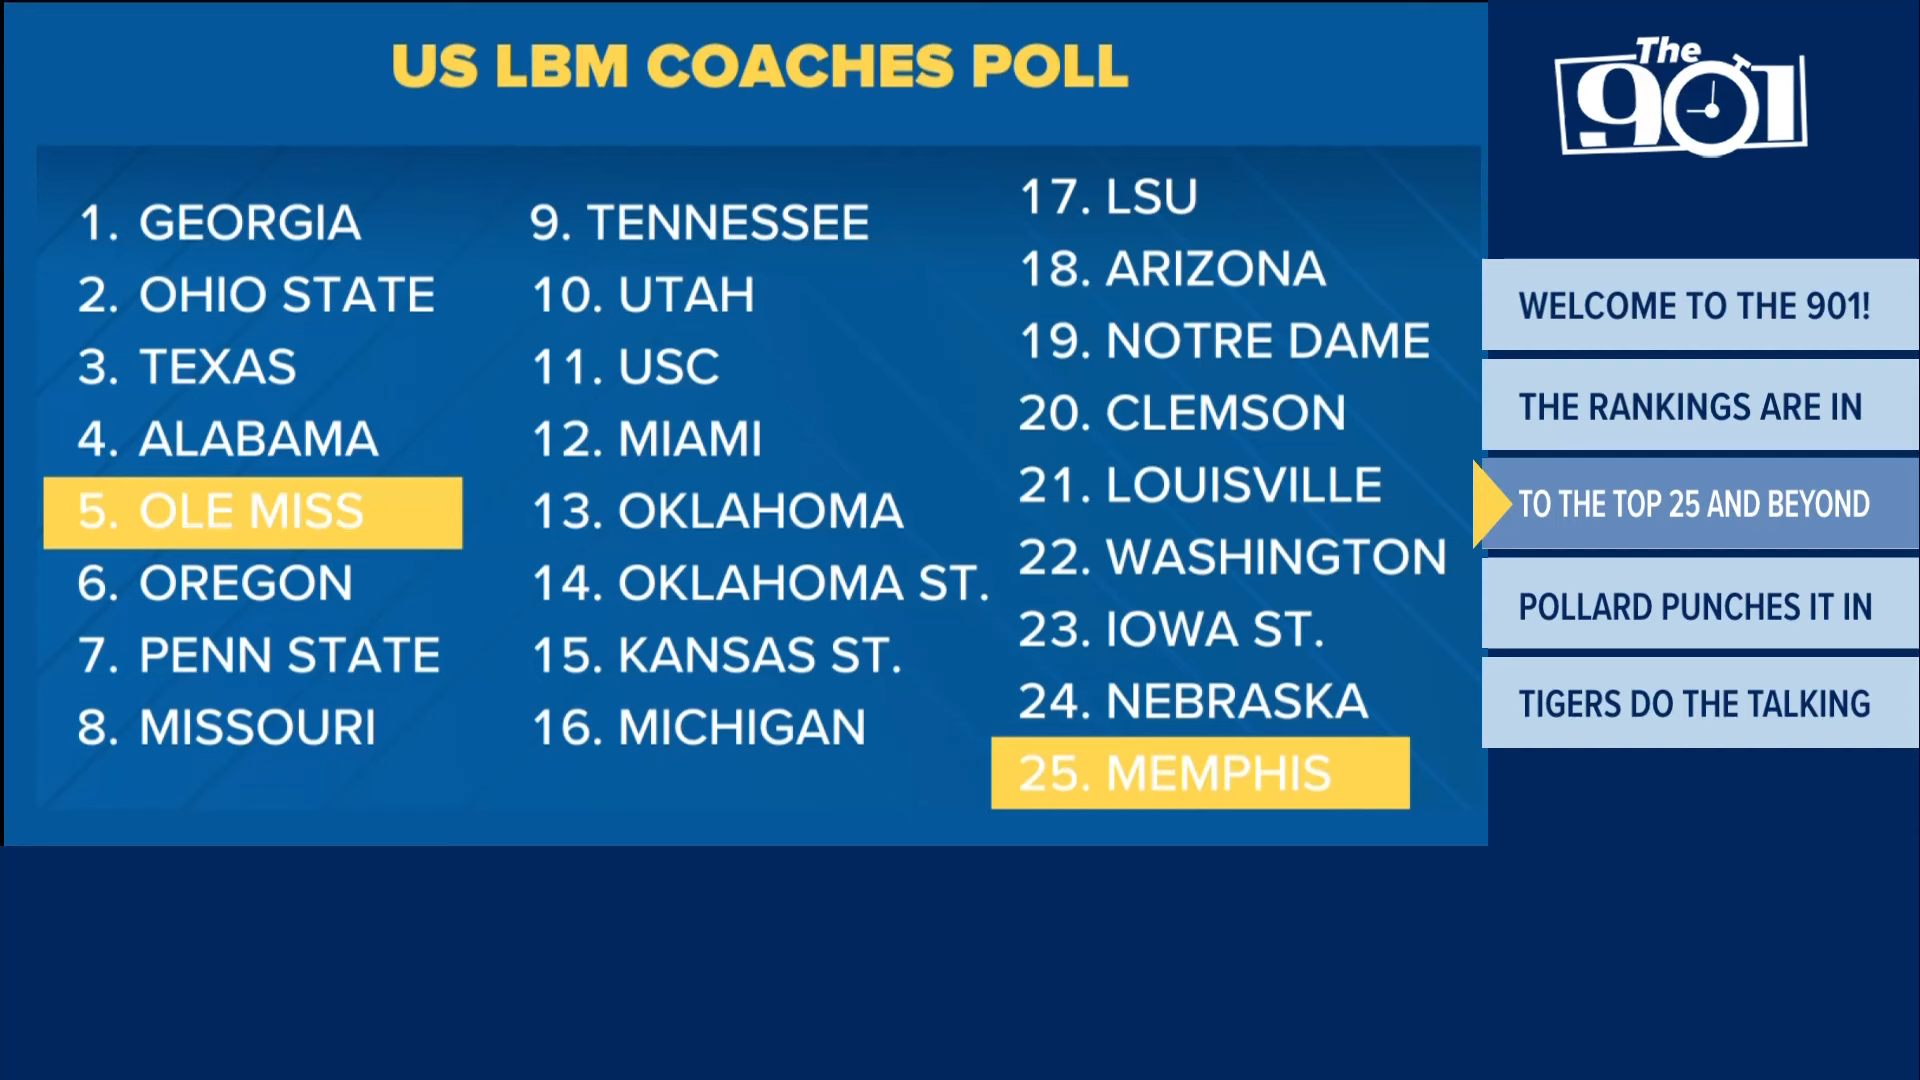 US LBM COACHES POLL
1. GEORGIA
2. OHIO STATE
3. TEXAS
4. ALABAMA
5. OLE MISS
6. OREGON
7. PENN STATE
8. MISSOURI
9. TENNESSEE
10. UTAH
11. USC
12. MIAMI
13. OKLAHOMA
14. OKLAHOMA ST.
15. KANSAS ST.
16. MICHIGAN
17. LSU
18. ARIZONA
19. NOTRE DAME
20. CLEMSON
21. LOUISVILLE
22. WASHINGTON
23. IOWA ST.
24. NEBRASKA
25. MEMPHIS
The
901
WELCOME TO THE 901!
THE RANKINGS ARE IN
TO THE TOP 25 AND BEYOND
POLLARD PUNCHES IT IN
TIGERS DO THE TALKING